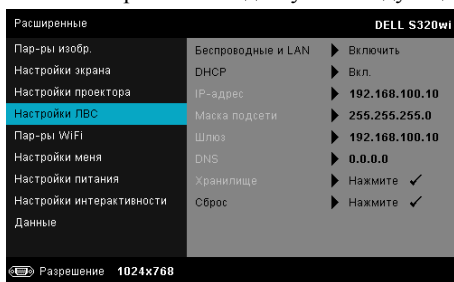 Расширенные DELL S320wi
Пар-ры изобр. Беспроводные и LAN Включить
Настройки экрана DHCP Вкл.
Настройки проектора IP-адрес 192.168.100.10
Настройки ЛВС Маска подсети 255.255.255.0
Пар-ры WiFi Шлюз 192.168.100.10
Настройки меня DNS 0.0.0.0
Настройки питания Хранилище Нажмите ✓
Настройки интерактивности Сброс Нажмите ✓
Данные
Разрешение 1024x768